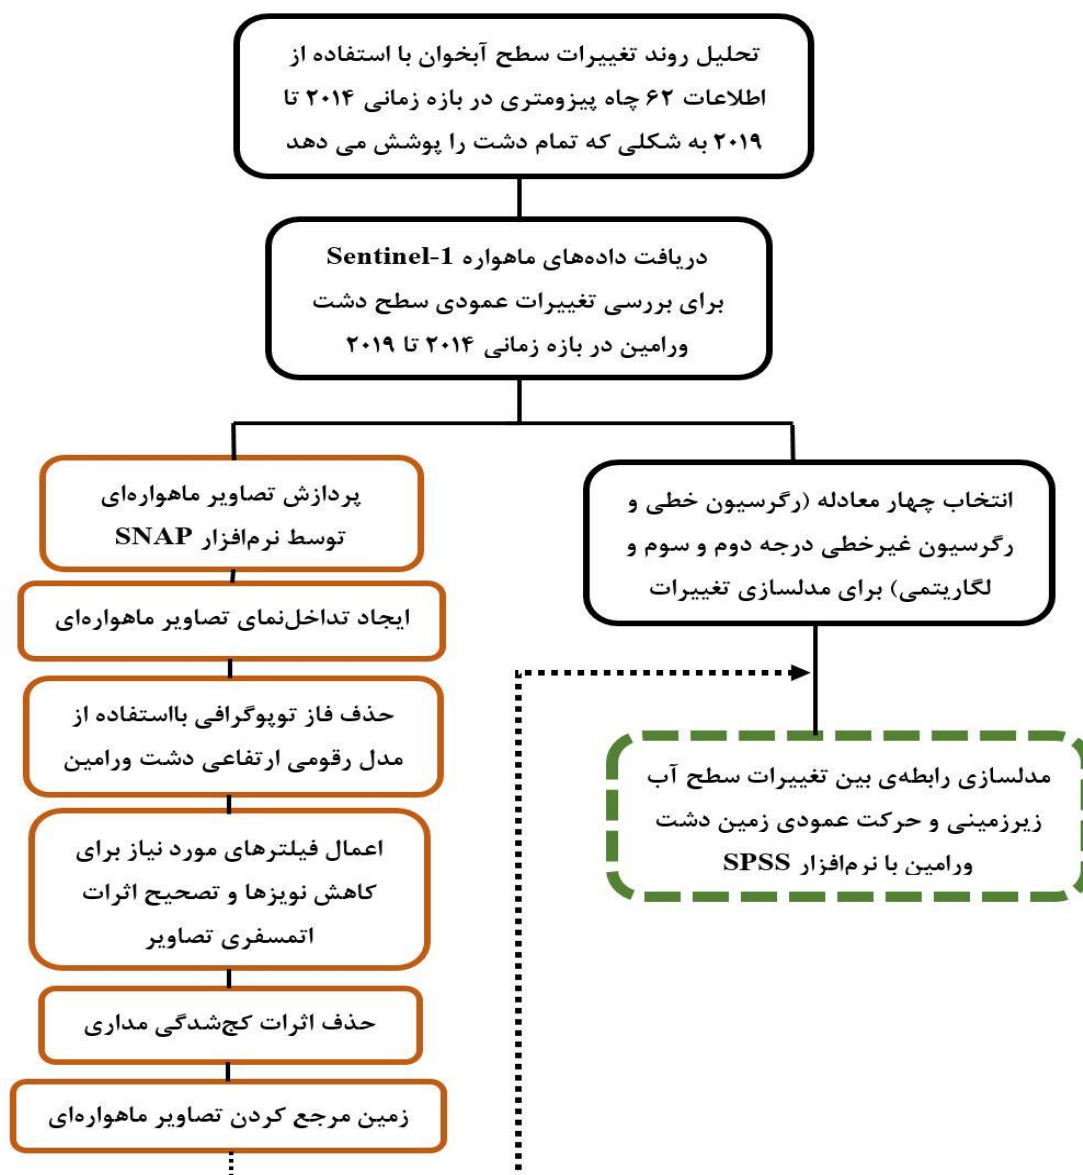 تحلیل روند تغییرات سطح آبخوان با استفاده از
اطلاعات ۶۲ چاه پیزومتری در بازه زمانی ۲۰۱۴ تا
۲۰۱۹ به شکلی که تمام دشت را پوشش می دهد
دریافت داده‌های ماهواره Sentinel-1
برای بررسی تغییرات عمودی سطح دشت
ورامین در بازه زمانی ۲۰۱۴ تا ۲۰۱۹
انتخاب چهار معادله (رگرسیون خطی و
رگرسیون غیرخطی درجه دوم و سوم و
لگاریتمی) برای مدلسازی تغییرات
مدلسازی رابطه‌ی بین تغییرات سطح آب
زیرزمینی و حرکت عمودی زمین دشت
ورامین با نرم‌افزار SPSS
پردازش تصاویر ماهواره‌ای
توسط نرم‌افزار SNAP
ایجاد تداخل‌نمای تصاویر ماهواره‌ای
حذف فاز توپوگرافی بااستفاده از
مدل رقومی ارتفاعی دشت ورامین
اعمال فیلترهای مورد نیاز برای
کاهش نویزها و تصحیح اثرات
اتمسفری تصاویر
حذف اثرات کج‌شدگی مداری
زمین مرجع کردن تصاویر ماهواره‌ای